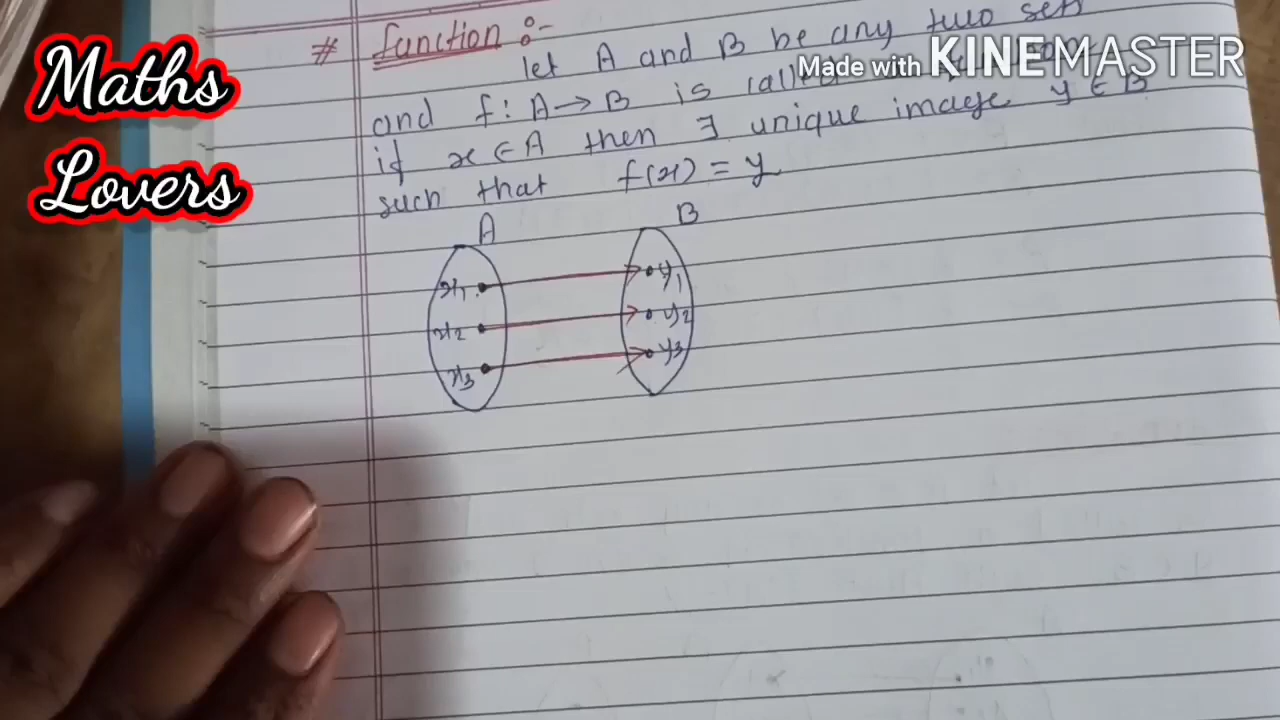 Maths
Lovers
Made with KINEMASTER
# function :-
let A and B be any two sets
and f: A → B is
if x ∈ A then ∃ unique image y ∈ B
such that f(x) = y
A B
x1 y1
x2 y2
x3 y3